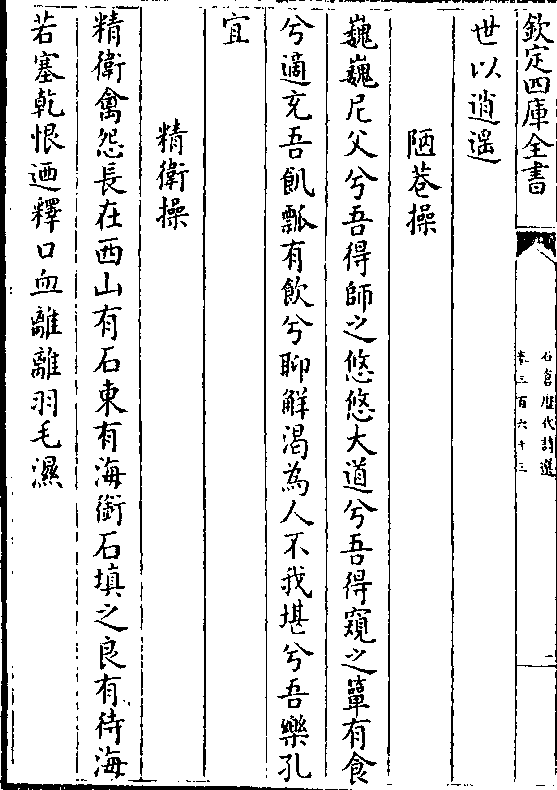 欽定四庫全書
石倉歷代詩選
卷三百六十三
世以逍遥
陋巷操
巍巍尼父兮吾得師之悠悠大道兮吾得窺之簞有食
兮適充吾飢瓢有飲兮聊解渴為人不我堪兮吾樂孔
宜
精衛操
精衛禽怨長在西山有石東有海銜石填之良有待海
若塞乾恨迺釋口血離離羽毛濕